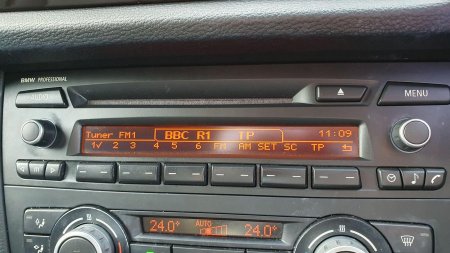 BMW PROFESSIONAL
AUDIO
MENU
Tuner FM1 BBC R1 TP 11:09
1✓ 2 3 4 5 6 FM AM SET SC TP
24.0° AUTO 24.0°